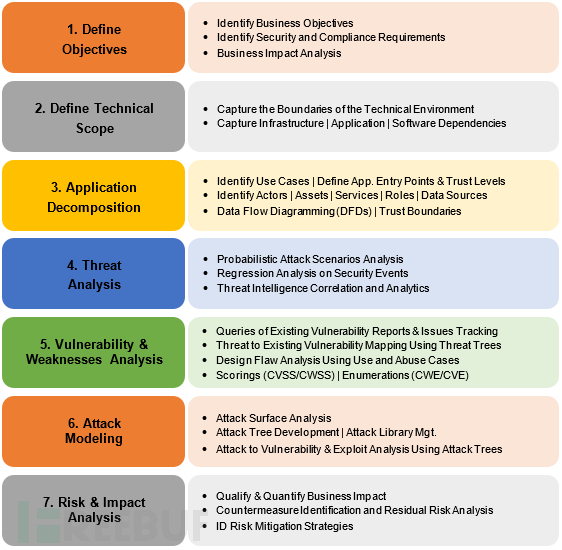 1. Define
Objectives
• Identify Business Objectives
• Identify Security and Compliance Requirements
• Business Impact Analysis
2. Define Technical
Scope
• Capture the Boundaries of the Technical Environment
• Capture Infrastructure | Application | Software Dependencies
3. Application
Decomposition
• Identify Use Cases | Define App. Entry Points & Trust Levels
• Identify Actors | Assets | Services | Roles | Data Sources
• Data Flow Diagramming (DFDs) | Trust Boundaries
4. Threat
Analysis
• Probabilistic Attack Scenarios Analysis
• Regression Analysis on Security Events
• Threat Intelligence Correlation and Analytics
5. Vulnerability &
Weaknesses Analysis
• Queries of Existing Vulnerability Reports & Issues Tracking
• Threat to Existing Vulnerability Mapping Using Threat Trees
• Design Flaw Analysis Using Use and Abuse Cases
• Scorings (CVSS/CWSS) | Enumerations (CWE/CVE)
6. Attack
Modeling
• Attack Surface Analysis
• Attack Tree Development | Attack Library Mgt.
• Attack to Vulnerability & Exploit Analysis Using Attack Trees
7. Risk & Impact
Analysis
• Qualify & Quantify Business Impact
• Countermeasure Identification and Residual Risk Analysis
• ID Risk Mitigation Strategies
FREEBUF